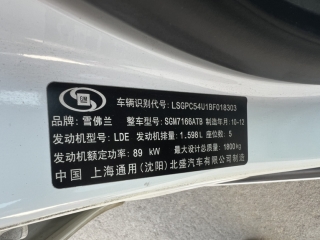 车辆识别代号: LSGPC54U1BF018303
品牌: 雪佛兰 整车型号: SGM7166ATB 制造年月: 10-12
发动机型号: LDE 发动机排量: 1.598L 座位数: 5
发动机额定功率: 89 kW 最大设计总质量: 1800kg
中国 上海通用(沈阳)北盛汽车有限公司制造